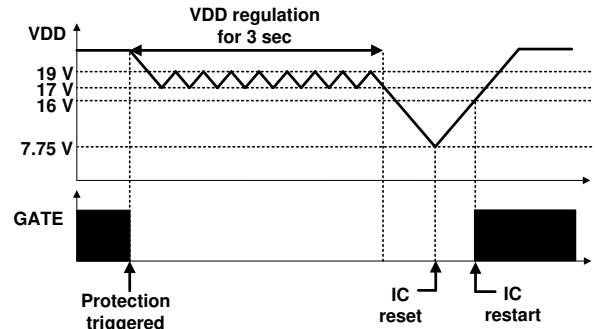 VDD regulation
for 3 sec
VDD
19 V
17 V
16 V
7.75 V
GATE
Protection
triggered
IC
reset
IC
restart